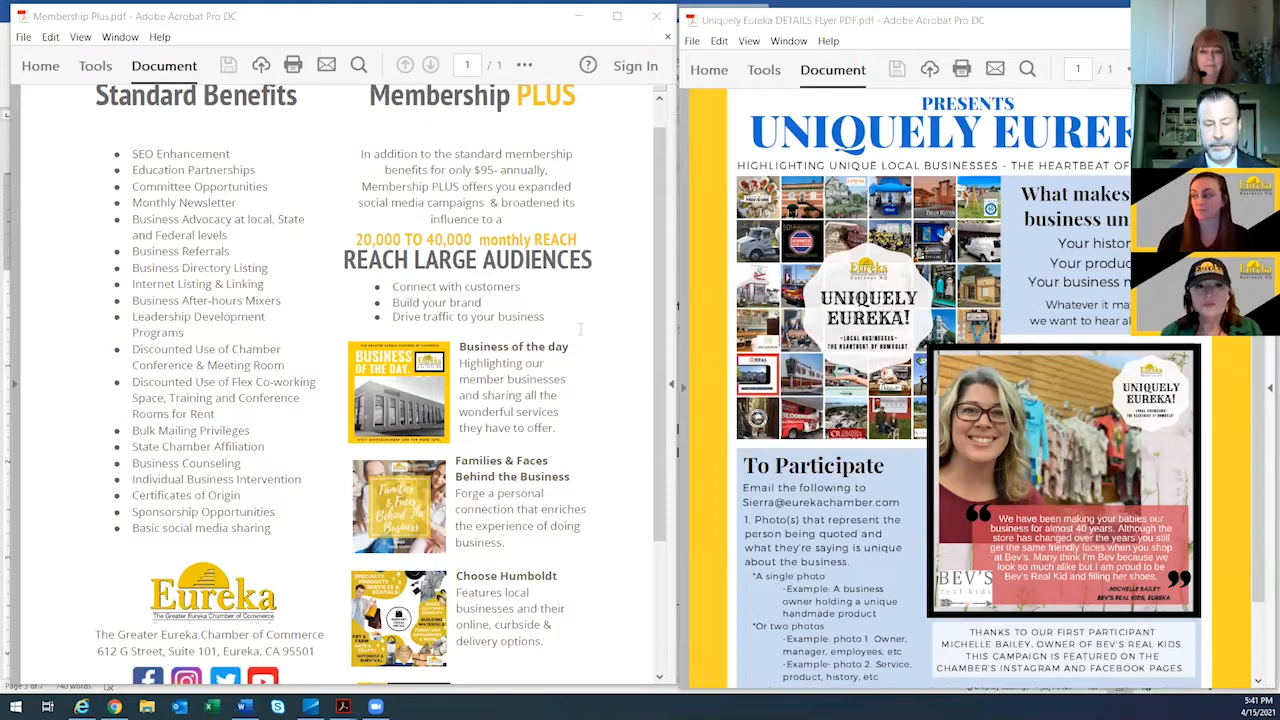 Membership Plus.pdf - Adobe Acrobat Pro DC
File Edit View Window Help
Home Tools Document 1 / 1 Sign In
Standard Benefits
SEO Enhancement
Education Partnerships
Committee Opportunities
Monthly Newsletter
Business Advocacy at local, State
and Federal levels
Business Referrals
Business Directory Listing
Internet Listing & Linking
Business After-hours Mixers
Leadership Development
Programs
Discounted Use of Chamber
Conference & Meeting Room
Discounted Use of Flex Co-working
Space, Training and Conference
Rooms for Rent
Bulk Mailing Privileges
State Chamber Affiliation
Business Counseling
Individual Business Intervention
Certificates of Origin
Sponsorship Opportunities
Basic social media sharing
Eureka
The Greater Eureka Chamber of Commerce
The Greater Eureka Chamber of Commerce
612 G Street, Suite 101, Eureka, CA 95501
Membership PLUS
In addition to the standard membership
benefits for only $95- annually,
Membership PLUS offers you expanded
social media campaigns & broadened its
influence to a
20,000 TO 40,000 monthly REACH
REACH LARGE AUDIENCES
Connect with customers
Build your brand
Drive traffic to your business
BUSINESS
OF THE DAY.
Business of the day
Highlighting our
member businesses
and sharing all the
wonderful services
they have to offer.
Families
& Faces
Behind The
Business
Families & Faces
Behind the Business
Forge a personal
connection that enriches
the experience of doing
business.
Choose Humboldt
Features local
businesses and their
online, curbside &
delivery options.
Uniquely Eureka DETAILS FLyer PDF.pdf - Adobe Acrobat Pro DC
File Edit View Window Help
Home Tools Document 1 / 1
PRESENTS
UNIQUELY EUREK
HIGHLIGHTING UNIQUE LOCAL BUSINESSES - THE HEARTBEAT OF
Eureka
UNIQUELY
EUREKA!
-LOCAL BUSINESSES-
THE HEARTBEAT OF HUMBOLDT
What makes
business un
Your histor
Your produc
Your business m
Whatever it ma
we want to hear al
To Participate
Email the following to
Sierra@eurekachamber.com
1. Photo(s) that represent the
person being quoted and
what they're saying is unique
about the business.
*A single photo
-Example: A business
owner holding a unique
handmade product
*Or two photos
-Example: photo 1. Owner,
manager, employees, etc
-Example: photo 2. Service,
product, history, etc
UNIQUELY
EUREKA!
We have been making your babies our
business for almost 40 years. Although the
store has changed over the years you still
get the same friendly faces when you shop
at Bev's. Many think I'm Bev because we
look so much alike but I am proud to be
Bev's Real Kid and filling her shoes.
-MICHELLE BAILEY
BEV'S REAL KIDS, EUREKA
BEV'S
real kids
THANKS TO OUR FIRST PARTICIPANT
MICHELLE BAILEY, OWNER OF BEV'S REAL KIDS.
THIS CAMPAIGN IS FEATURED ON THE
CHAMBER'S INSTAGRAM AND FACEBOOK PAGES.
5:41 PM
4/15/2021